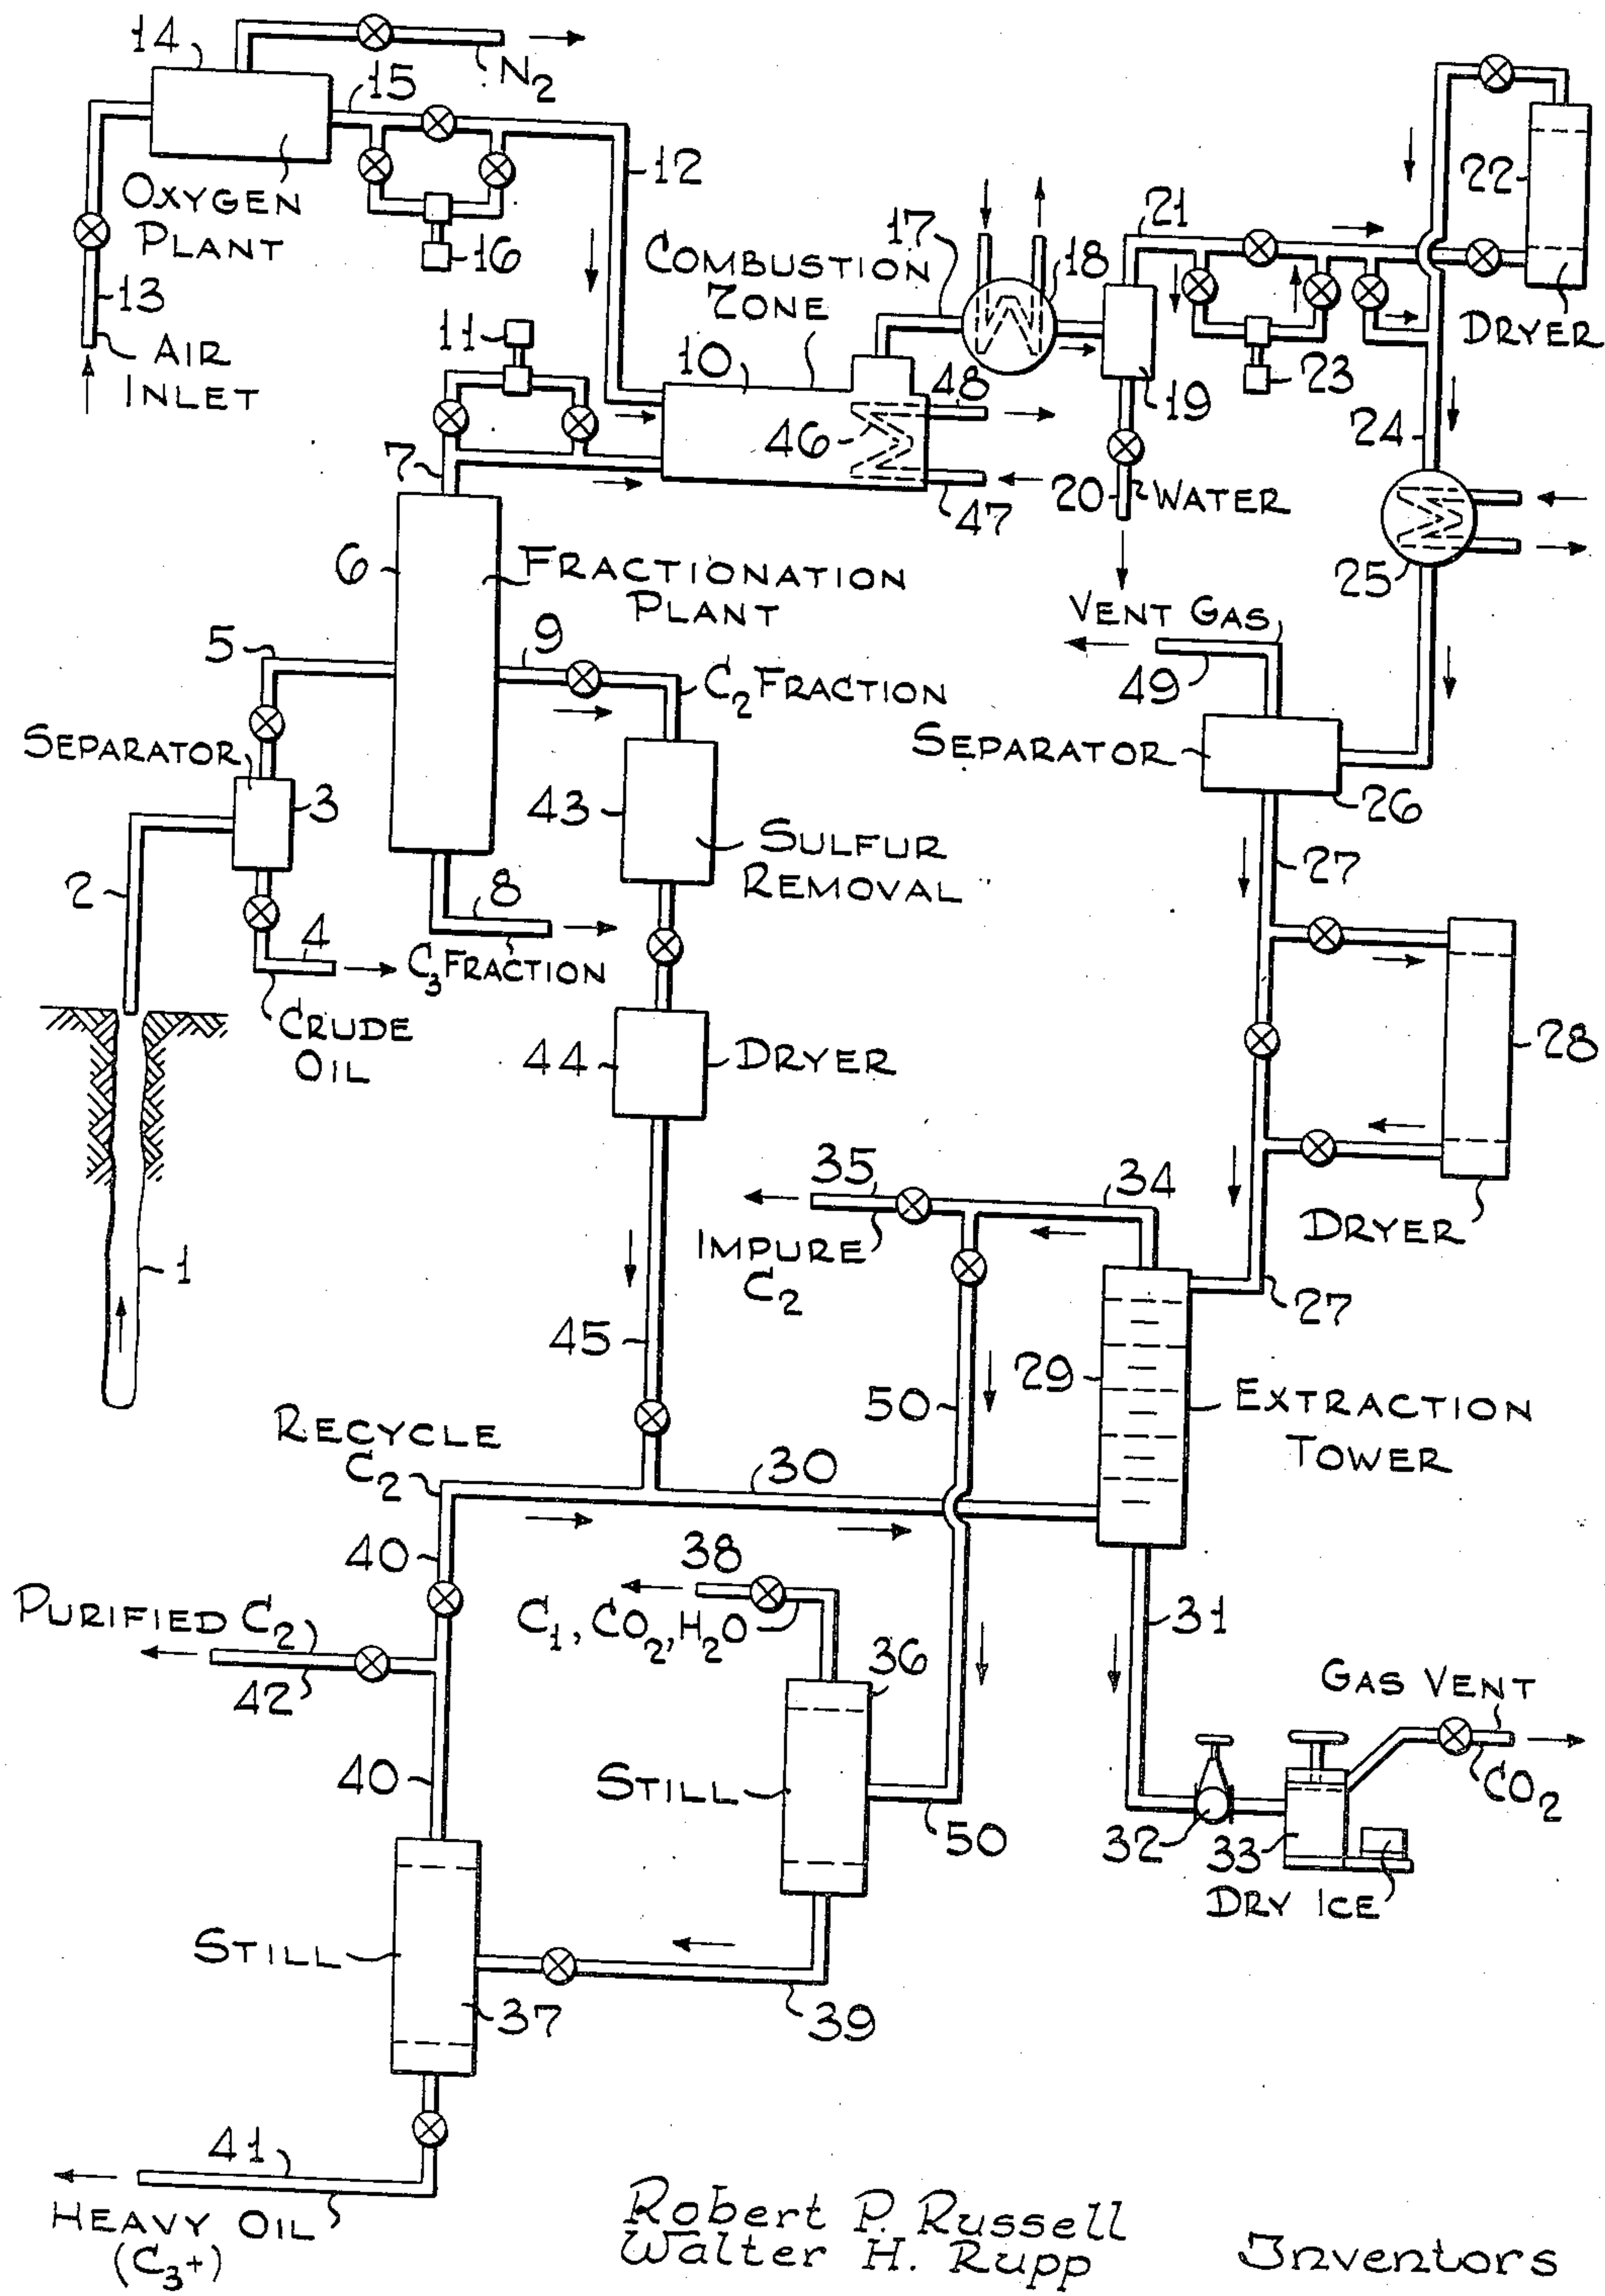 14
N2
15
OXYGEN
PLANT
12
16
13
AIR
INLET
COMBUSTION
ZONE
17
18
21
22
DRYER
23
11
10
48
46
47
19
20
WATER
24
25
7
6
FRACTIONATION
PLANT
5
9
C2 FRACTION
VENT GAS
49
SEPARATOR
26
SEPARATOR
3
2
4
CRUDE
OIL
8
C3 FRACTION
43
SULFUR
REMOVAL
27
28
DRYER
44
DRYER
1
35
34
IMPURE
C2
27
45
50
29
EXTRACTION
TOWER
RECYCLE
C2
30
40
38
C1, CO2, H2O
31
PURIFIED C2
42
36
GAS VENT
40
STILL
50
32
33
CO2
DRY ICE
STILL
37
39
41
HEAVY OIL
(C3+)
Robert P. Russell
Walter H. Rupp
Inventors